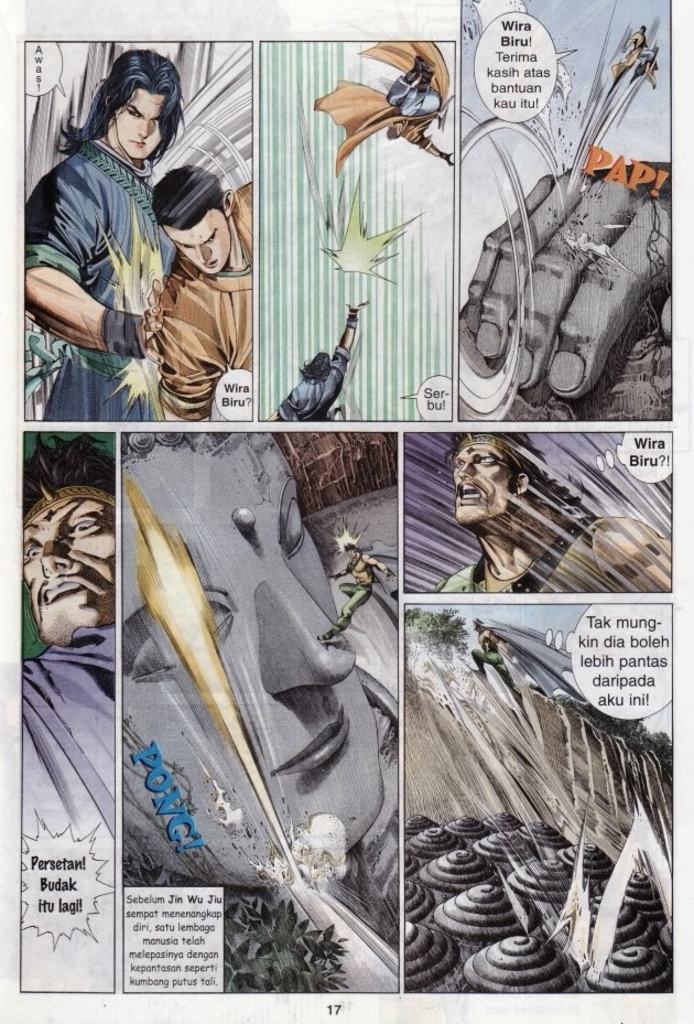 Awas!
Wira
Biru?
Ser-
bu!
Wira
Biru!
Terima
kasih atas
bantuan
kau itu!
PAP!
Persetan!
Budak
itu lagi!
PONG!
Sebelum Jin Wu Jiu
sempat menenangkap
diri, satu lembaga
manusia telah
melepasinya dengan
kepantasan seperti
kumbang putus tali.
Wira
Biru?!
Tak mung-
kin dia boleh
lebih pantas
daripada
aku ini!
17